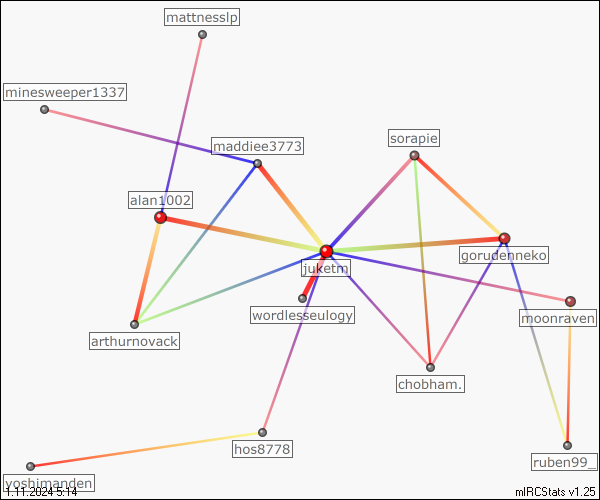 mattnesslp
minesweeper1337
sorapie
maddiee3773
alan1002
gorudenneko
juketm
wordlesseulogy
moonraven
arthurnovack
chobham.
hos8778
ruben99_
yoshimanden
1.11.2024 5:14
mIRCStats v1.25